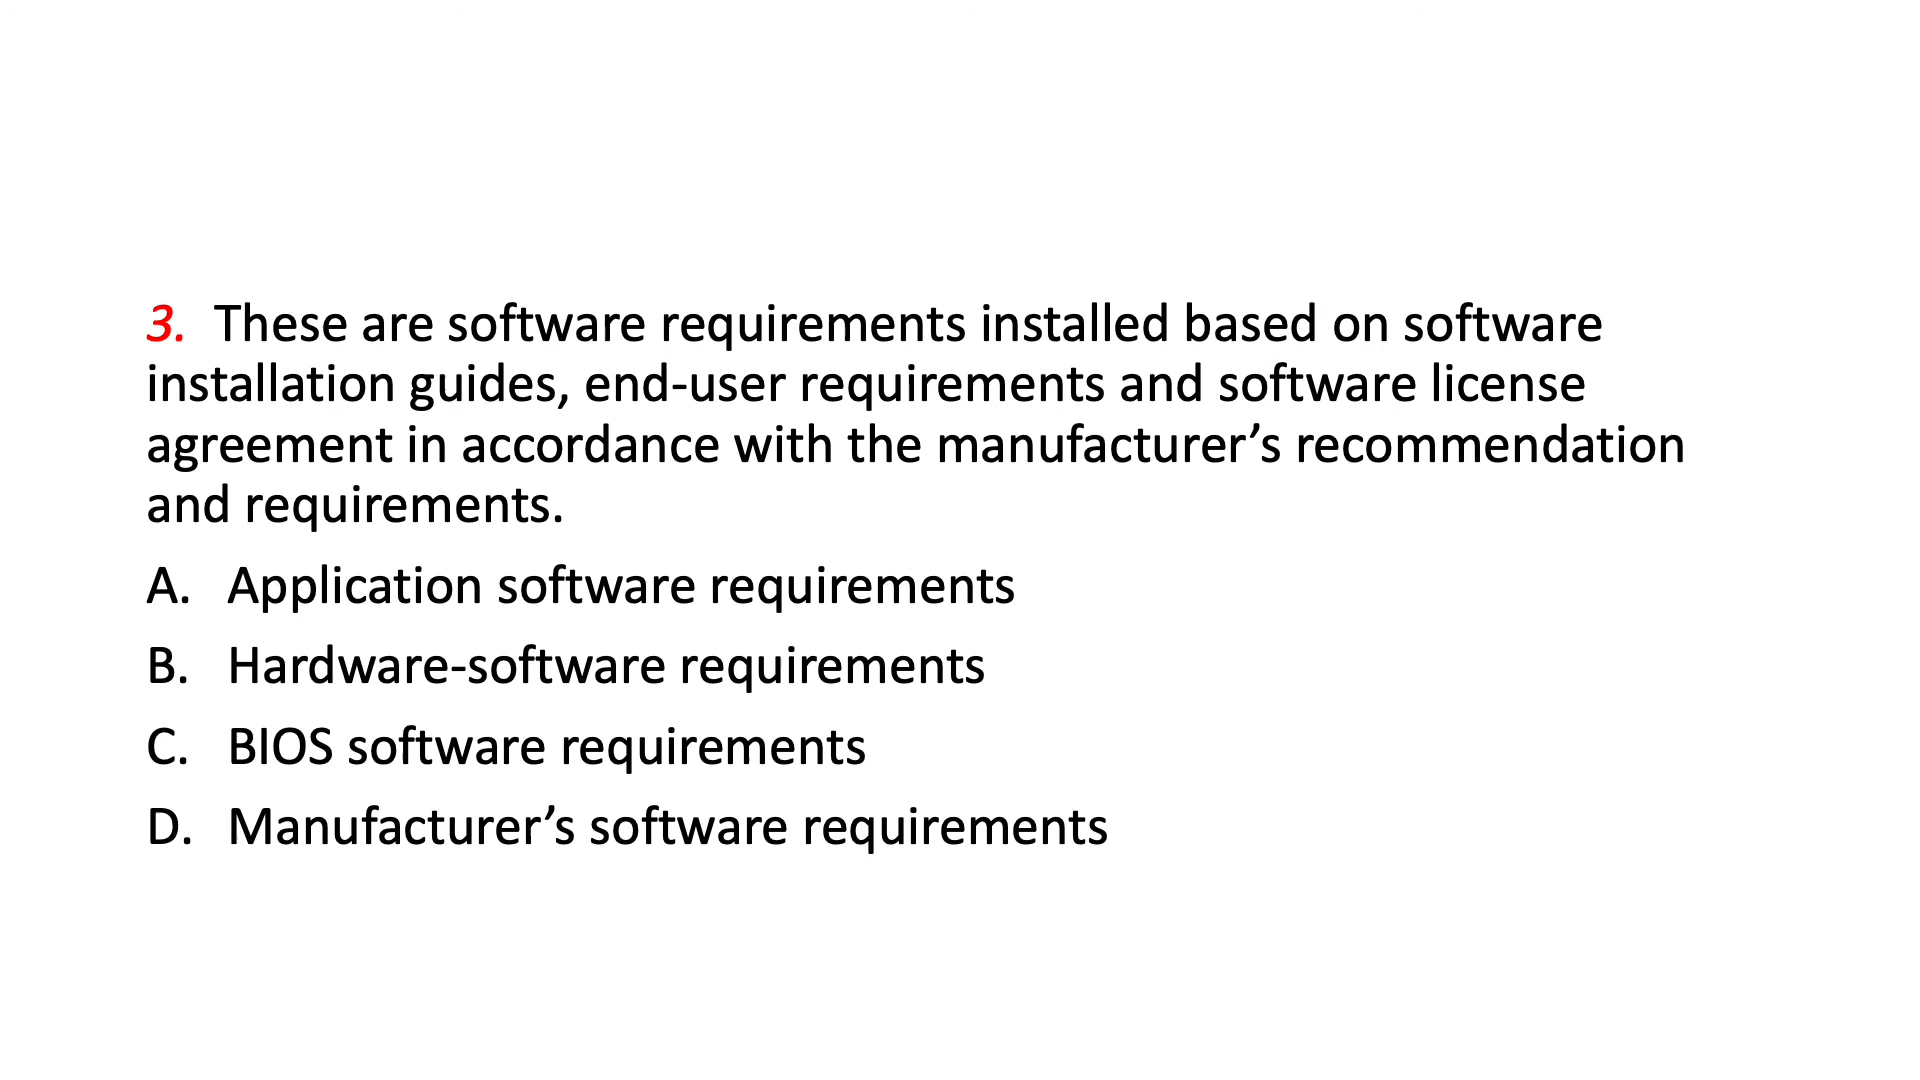 3. These are software requirements installed based on software
installation guides, end-user requirements and software license
agreement in accordance with the manufacturer’s recommendation
and requirements.
A. Application software requirements
B. Hardware-software requirements
C. BIOS software requirements
D. Manufacturer’s software requirements